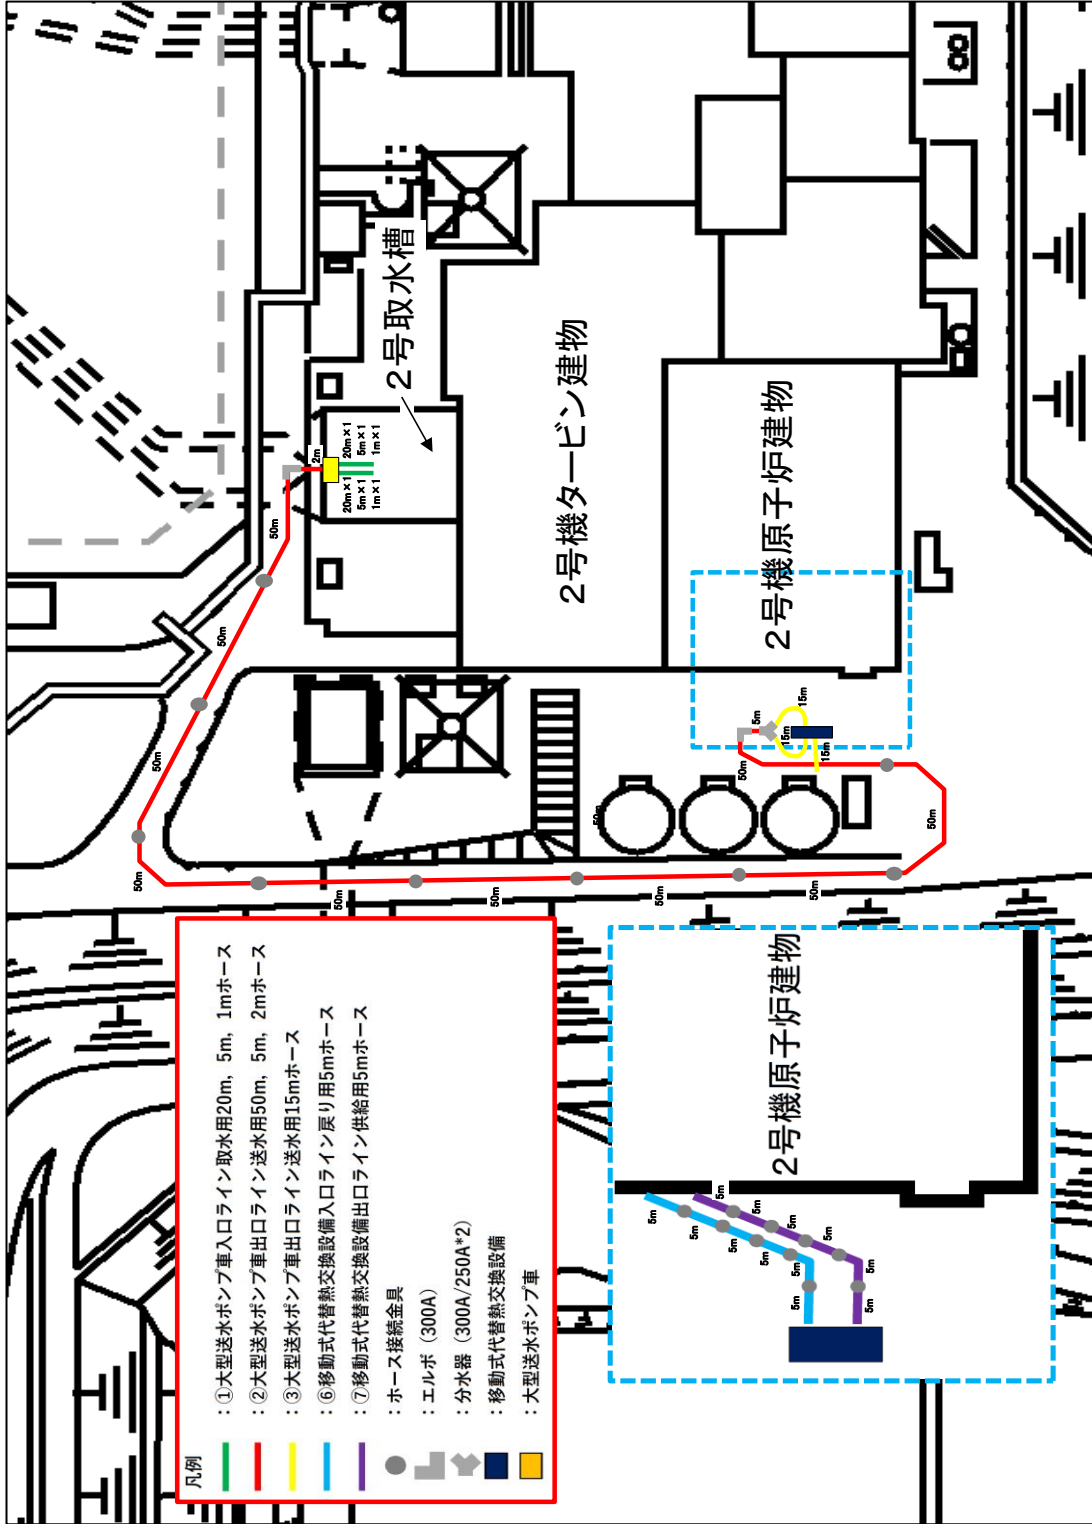 凡例
：①大型送水ポンプ車入口ライン取水用20m，5m，1mホース
：②大型送水ポンプ車出口ライン送水用50m，5m，2mホース
：③大型送水ポンプ車出口ライン送水用15mホース
：⑥移動式代替熱交換設備入口ライン戻り用5mホース
：⑦移動式代替熱交換設備出口ライン供給用5mホース
：ホース接続金具
：エルボ（300A）
：分水器（300A/250A*2）
：移動式代替熱交換設備
：大型送水ポンプ車
2号取水槽
2号機タービン建物
2号機原子炉建物
2号機原子炉建物
20m×1
5m×1
1m×1
20m×1
5m×1
1m×1
2m
50m
50m
50m
50m
50m
50m
50m
50m
50m
50m
50m
5m
15m
15m
15m
5m
5m
5m
5m
5m
5m
5m
5m
5m
5m
5m
5m